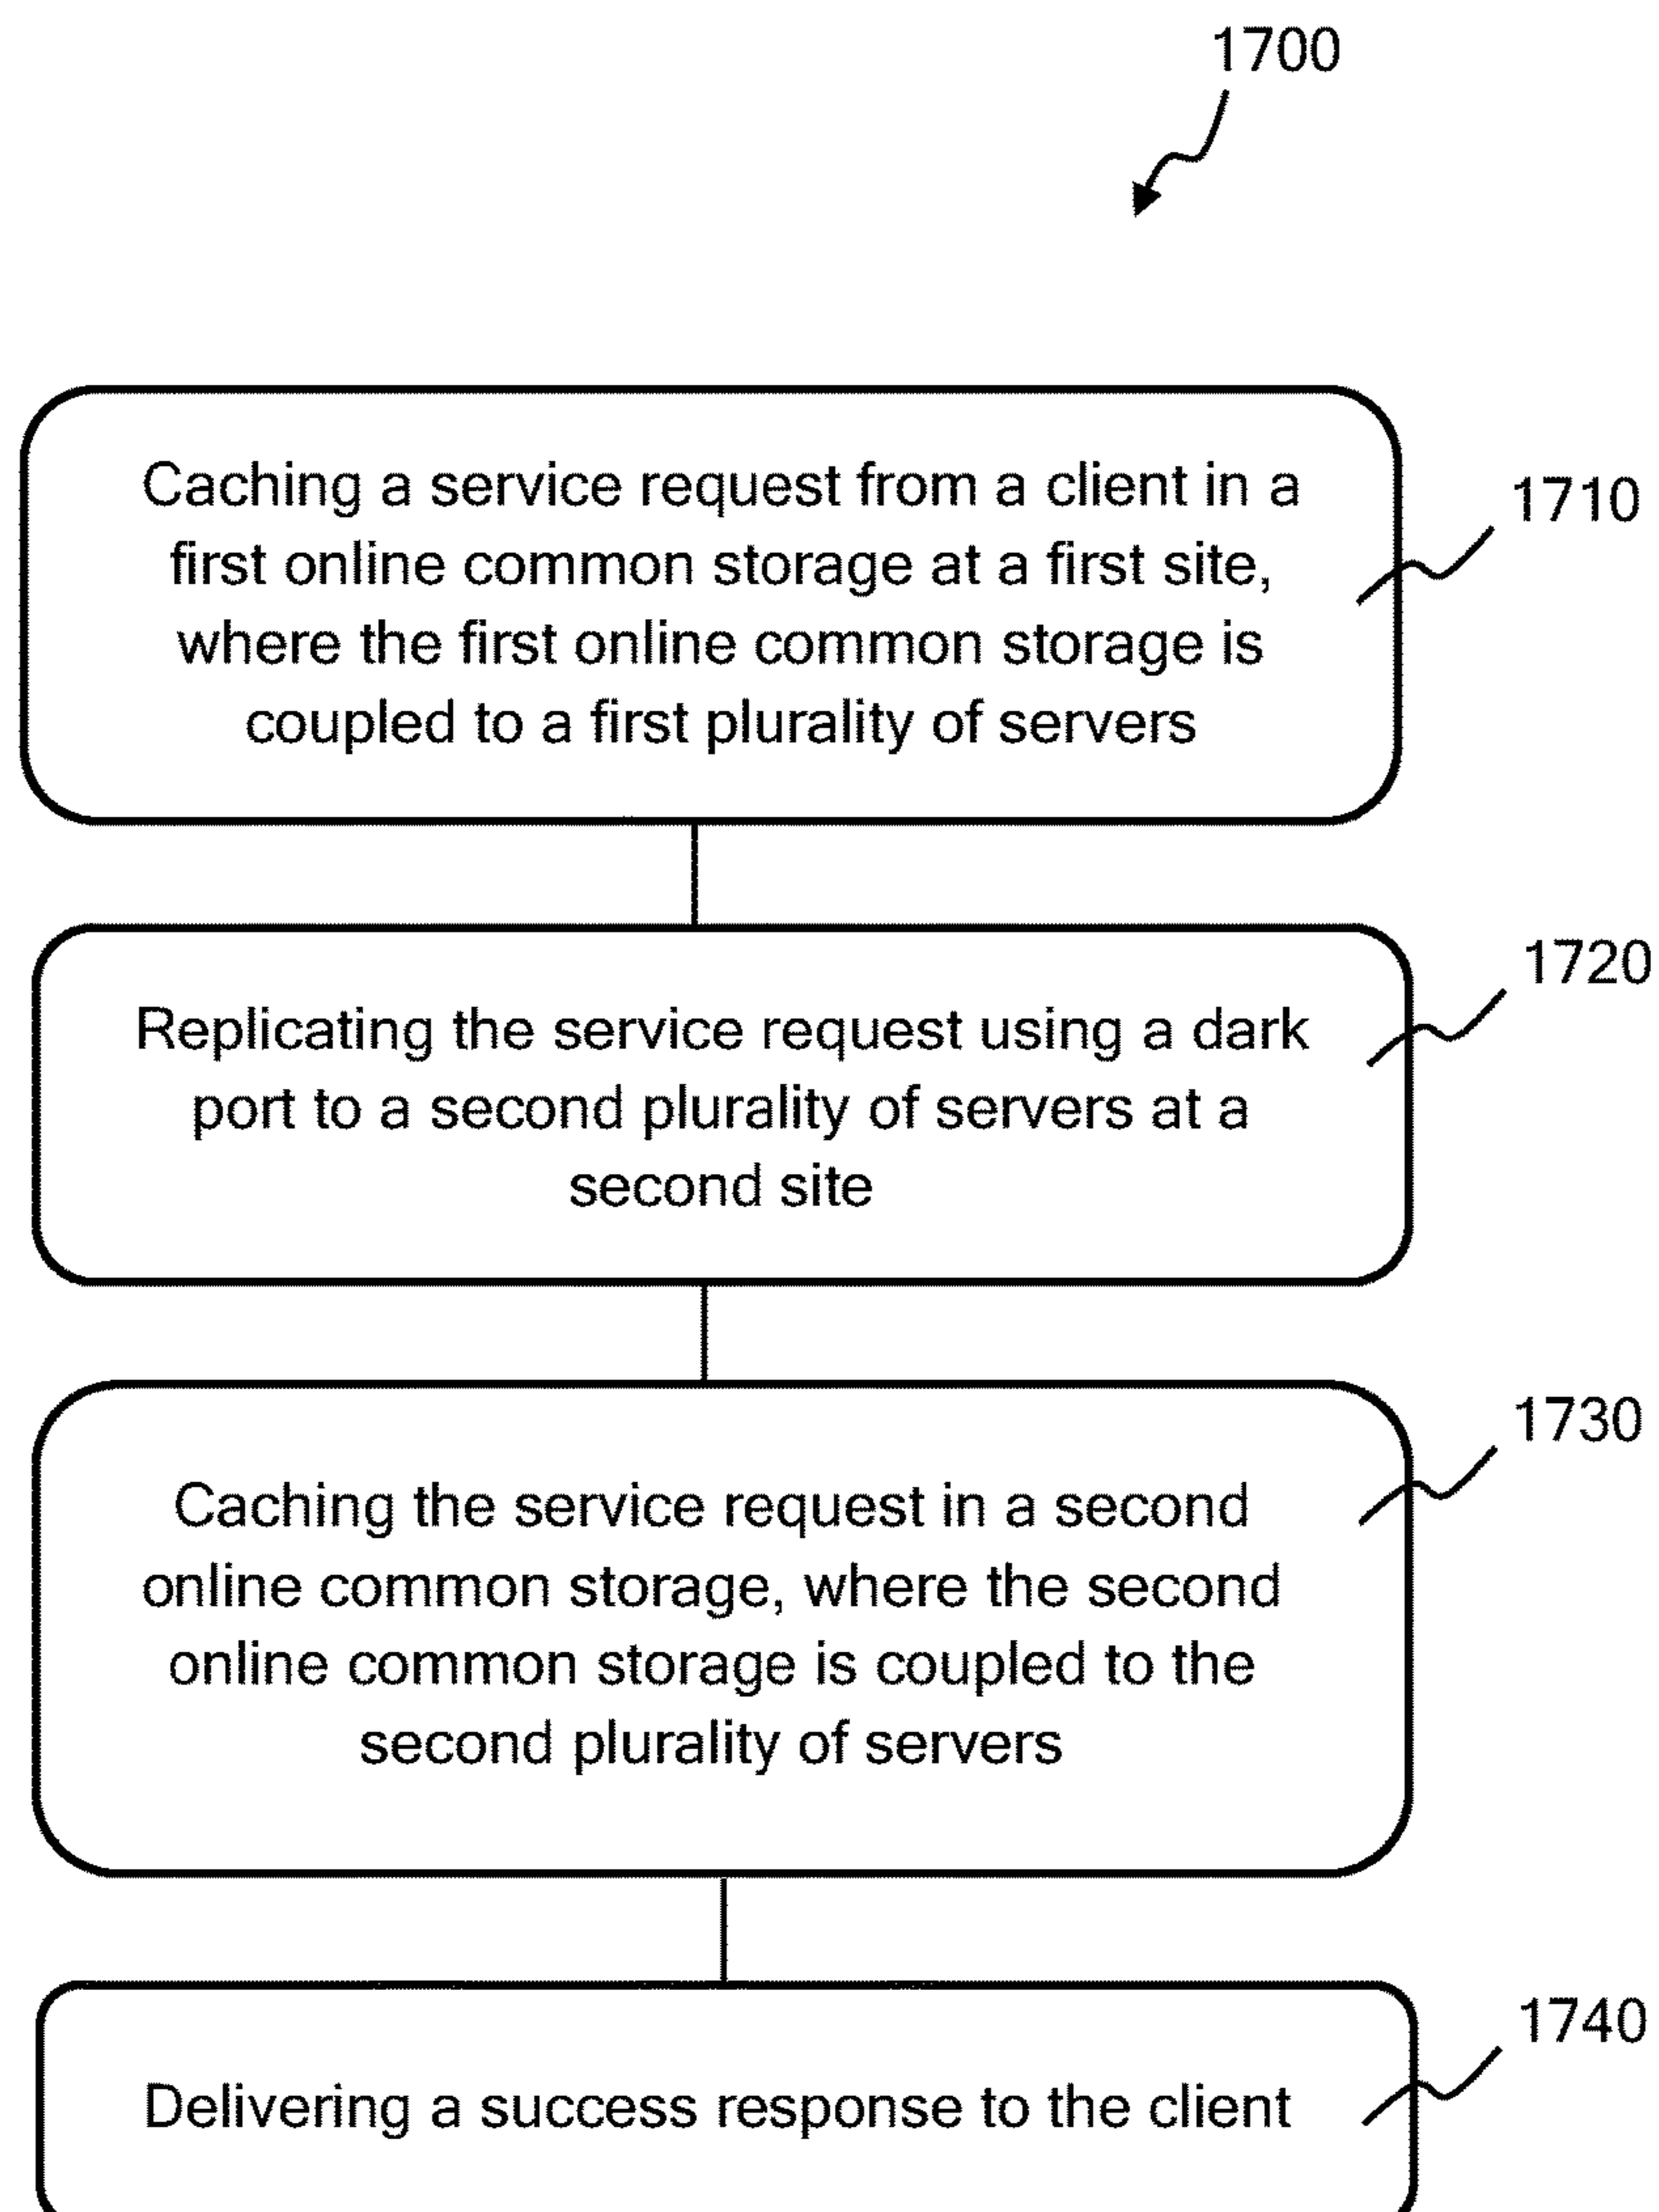 1700
Caching a service request from a client in a
first online common storage at a first site,
where the first online common storage is
coupled to a first plurality of servers
1710
Replicating the service request using a dark
port to a second plurality of servers at a
second site
1720
Caching the service request in a second
online common storage, where the second
online common storage is coupled to the
second plurality of servers
1730
Delivering a success response to the client
1740